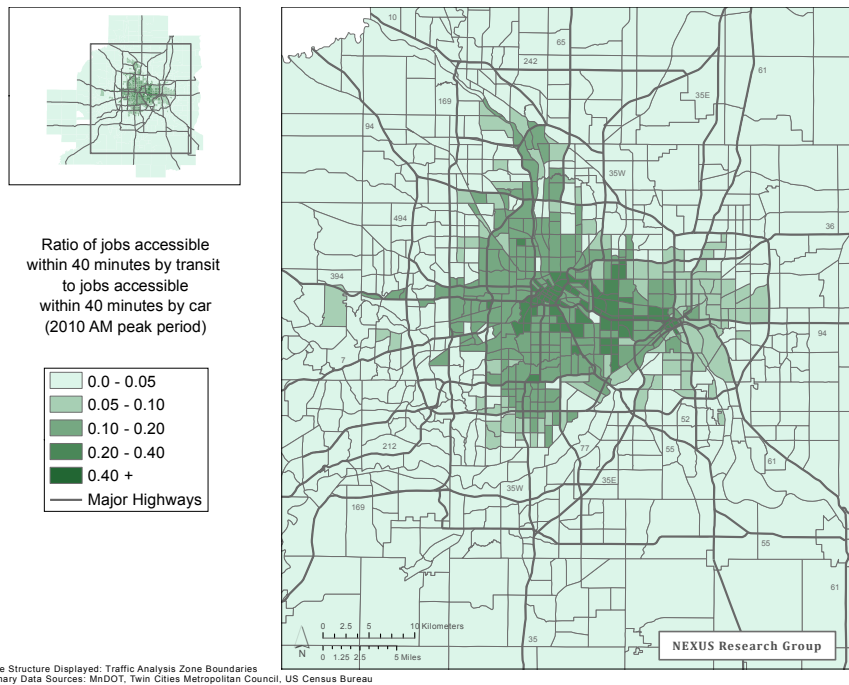 Ratio of jobs accessible
within 40 minutes by transit
to jobs accessible
within 40 minutes by car
(2010 AM peak period)
0.0 - 0.05
0.05 - 0.10
0.10 - 0.20
0.20 - 0.40
0.40 +
Major Highways
10
65
61
242
35E
169
94
35W
494
36
394
94
7
52
212
77
55
61
35W
35E
169
55
61
35
0 2.5 5 10 Kilometers
0 1.25 2.5 5 Miles
N
NEXUS Research Group
e Structure Displayed: Traffic Analysis Zone Boundaries
nary Data Sources: MnDOT, Twin Cities Metropolitan Council, US Census Bureau